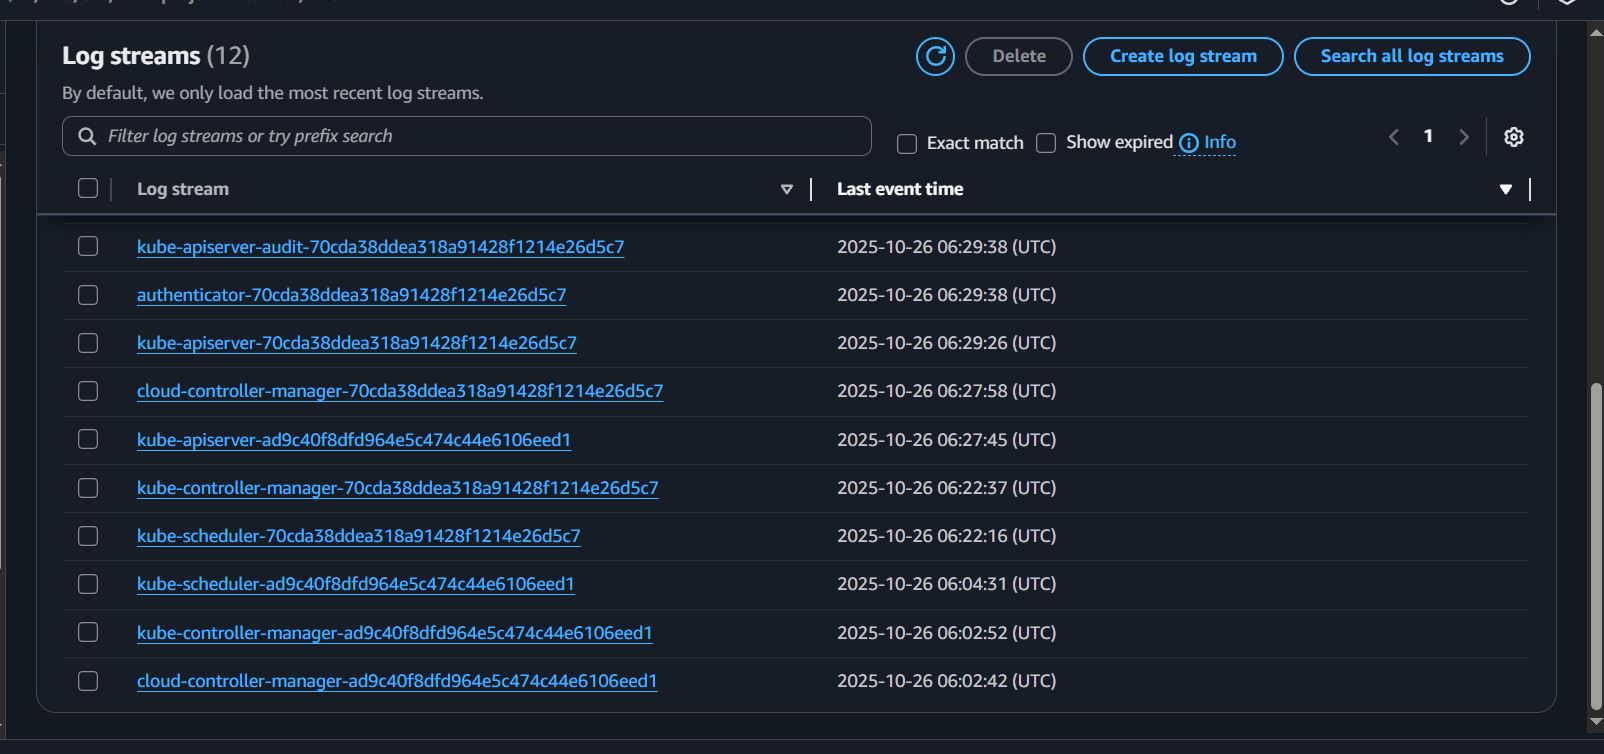 Log streams (12)
Delete
Create log stream
Search all log streams
By default, we only load the most recent log streams.
Filter log streams or try prefix search
Exact match
Show expired
Info
1
Log stream
Last event time
kube-apiserver-audit-70cda38ddea318a91428f1214e26d5c7 2025-10-26 06:29:38 (UTC)
authenticator-70cda38ddea318a91428f1214e26d5c7 2025-10-26 06:29:38 (UTC)
kube-apiserver-70cda38ddea318a91428f1214e26d5c7 2025-10-26 06:29:26 (UTC)
cloud-controller-manager-70cda38ddea318a91428f1214e26d5c7 2025-10-26 06:27:58 (UTC)
kube-apiserver-ad9c40f8dfd964e5c474c44e6106eed1 2025-10-26 06:27:45 (UTC)
kube-controller-manager-70cda38ddea318a91428f1214e26d5c7 2025-10-26 06:22:37 (UTC)
kube-scheduler-70cda38ddea318a91428f1214e26d5c7 2025-10-26 06:22:16 (UTC)
kube-scheduler-ad9c40f8dfd964e5c474c44e6106eed1 2025-10-26 06:04:31 (UTC)
kube-controller-manager-ad9c40f8dfd964e5c474c44e6106eed1 2025-10-26 06:02:52 (UTC)
cloud-controller-manager-ad9c40f8dfd964e5c474c44e6106eed1 2025-10-26 06:02:42 (UTC)